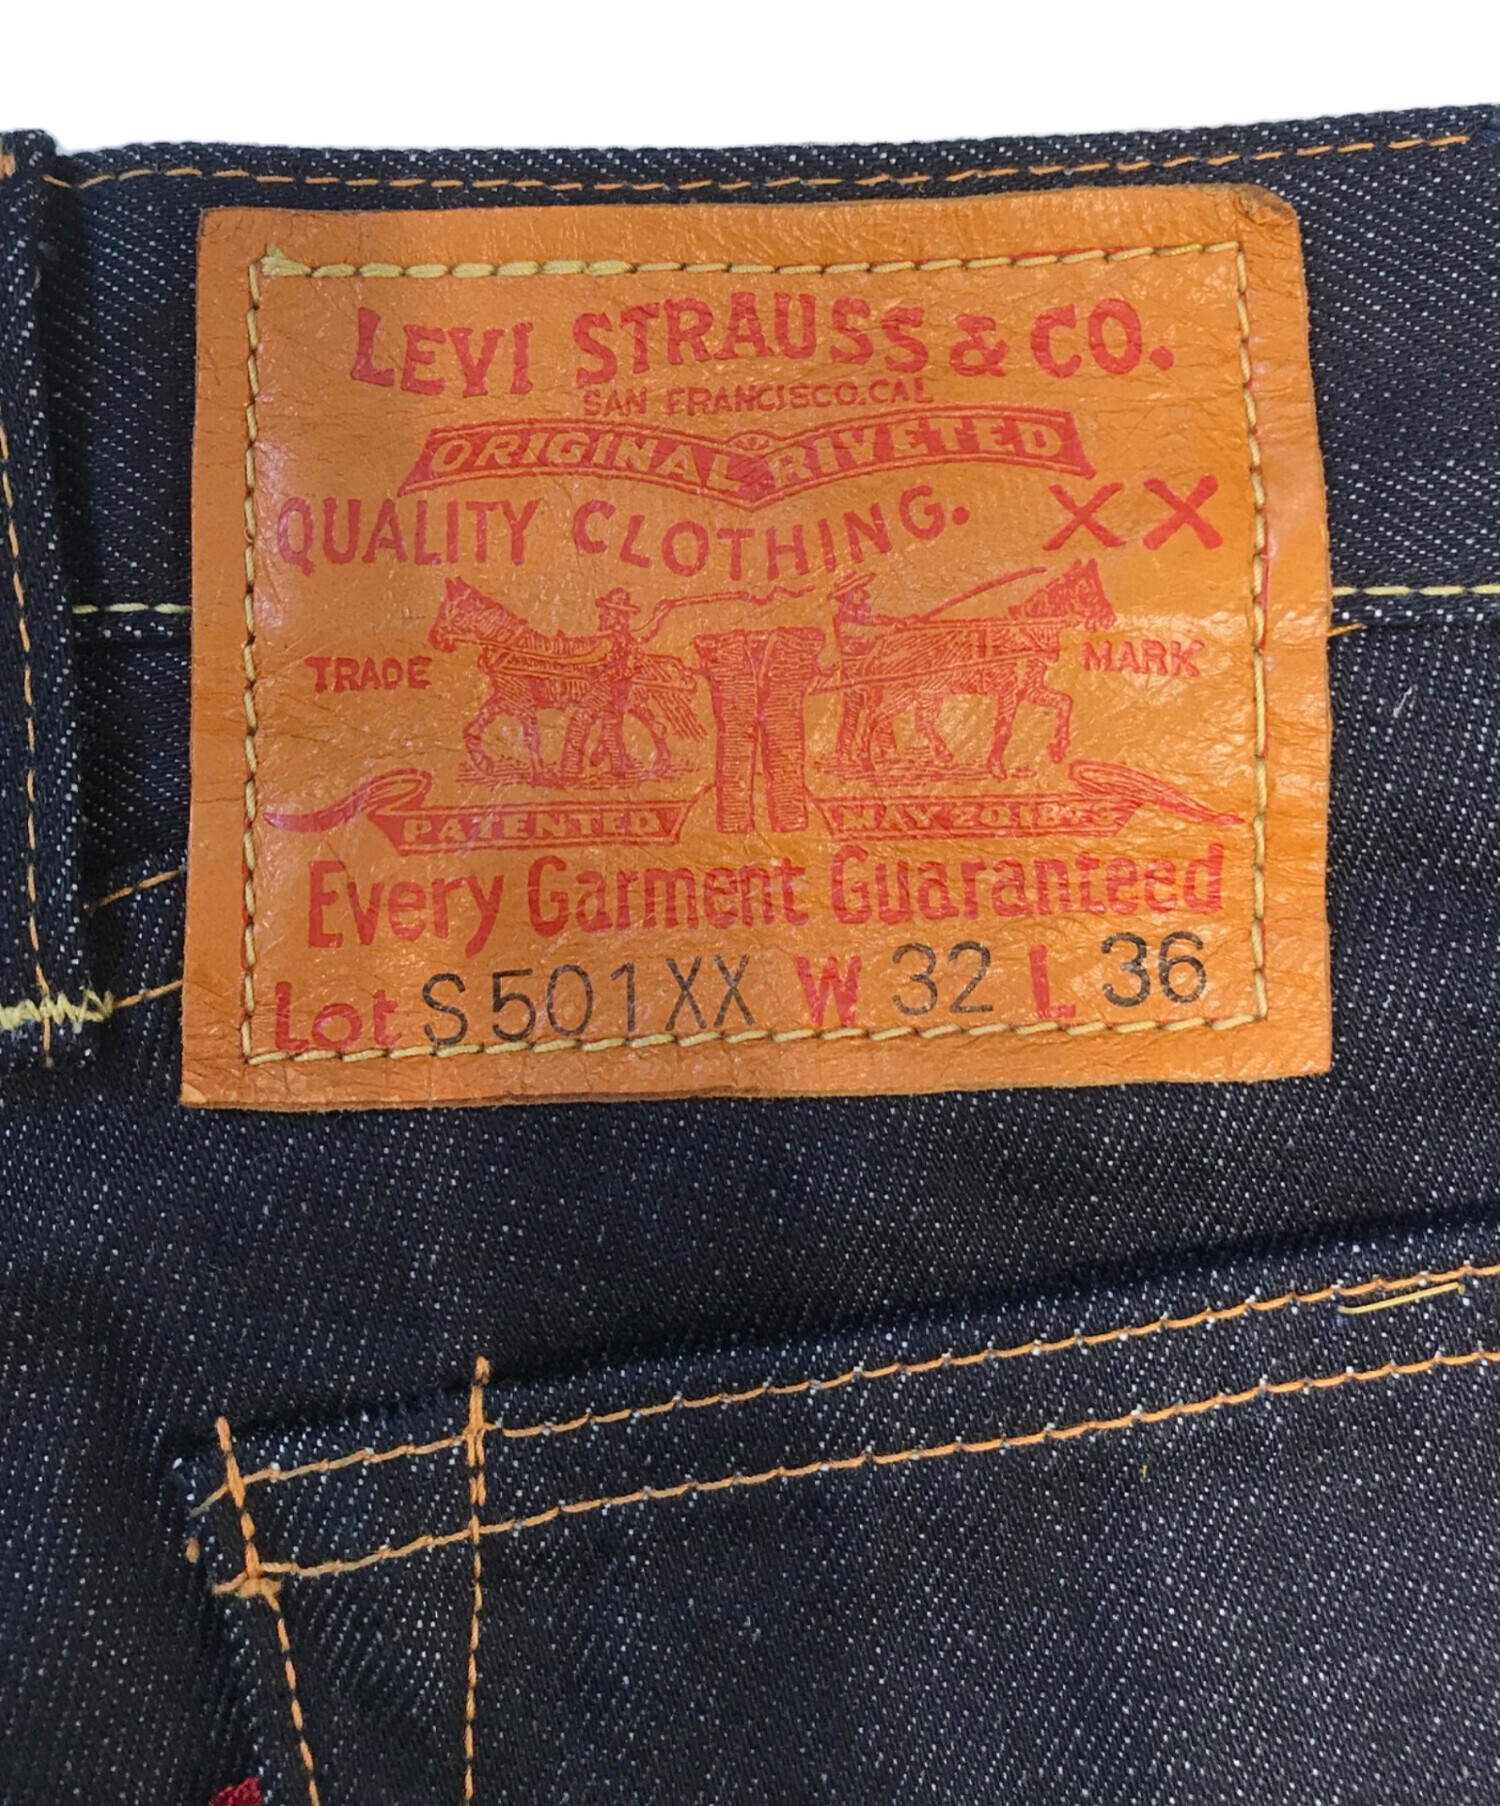 LEVI STRAUSS & CO.
SAN FRANCISCO.CAL
ORIGINAL RIVETED
QUALITY CLOTHING. XX
TRADE MARK
PATENTED MAY 20 1873
Every Garment Guaranteed
Lot S501XX W 32 L 36